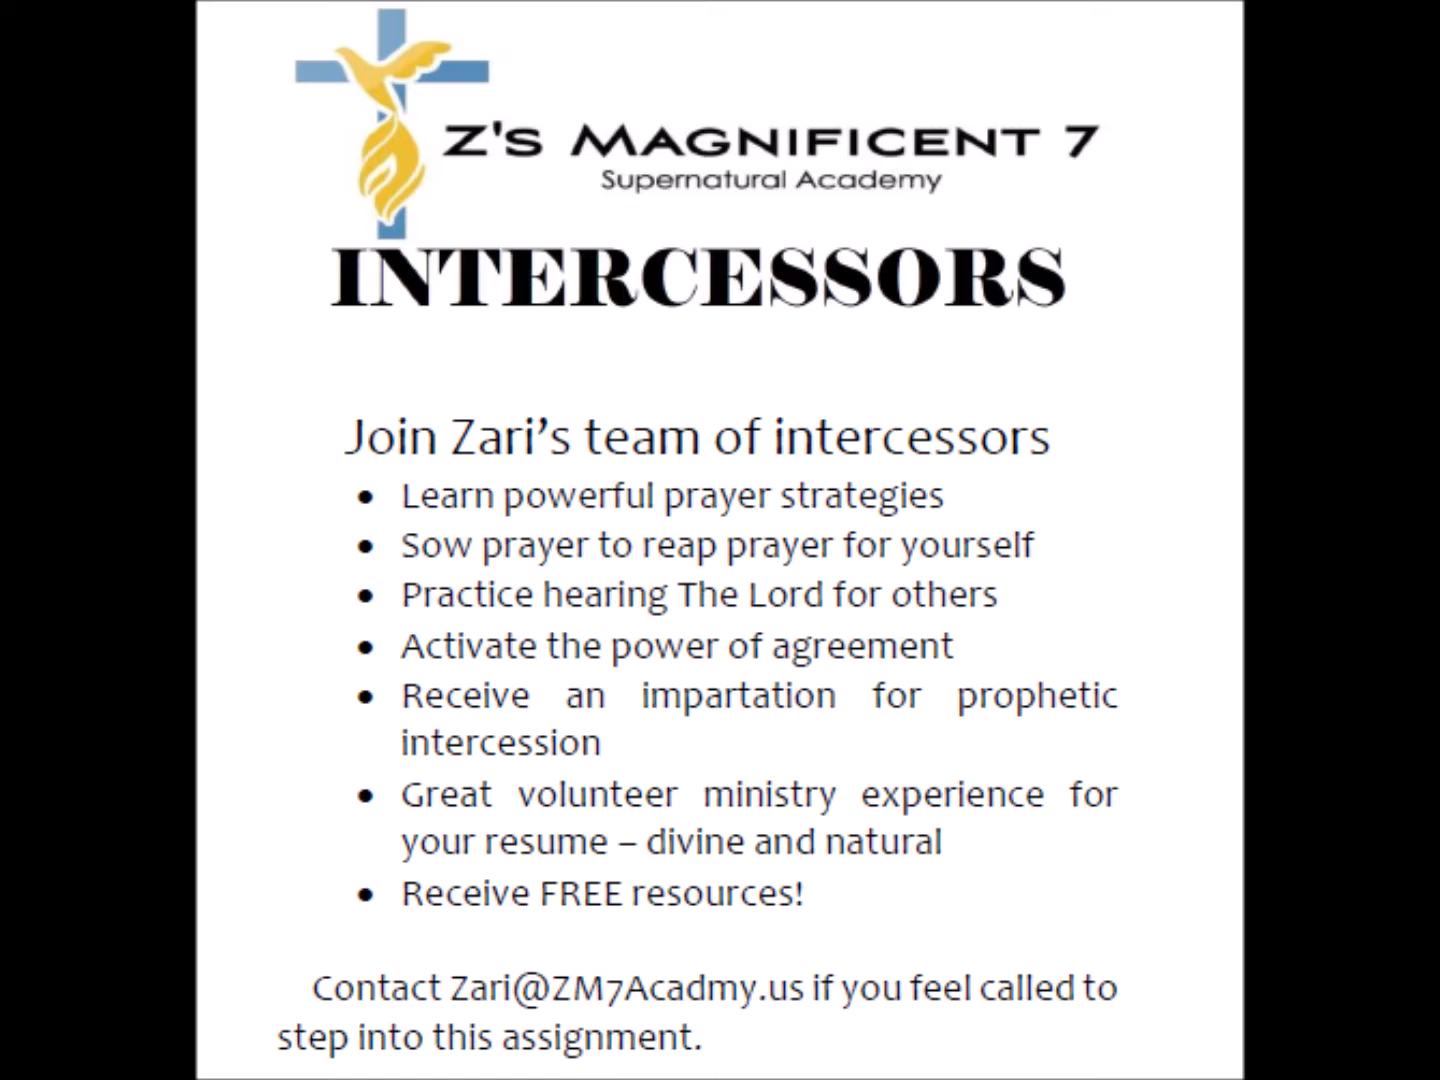 Z'S MAGNIFICENT 7
Supernatural Academy
INTERCESSORS
Join Zari’s team of intercessors
• Learn powerful prayer strategies
• Sow prayer to reap prayer for yourself
• Practice hearing The Lord for others
• Activate the power of agreement
• Receive an impartation for prophetic
intercession
• Great volunteer ministry experience for
your resume – divine and natural
• Receive FREE resources!
Contact Zari@ZM7Acadmy.us if you feel called to
step into this assignment.